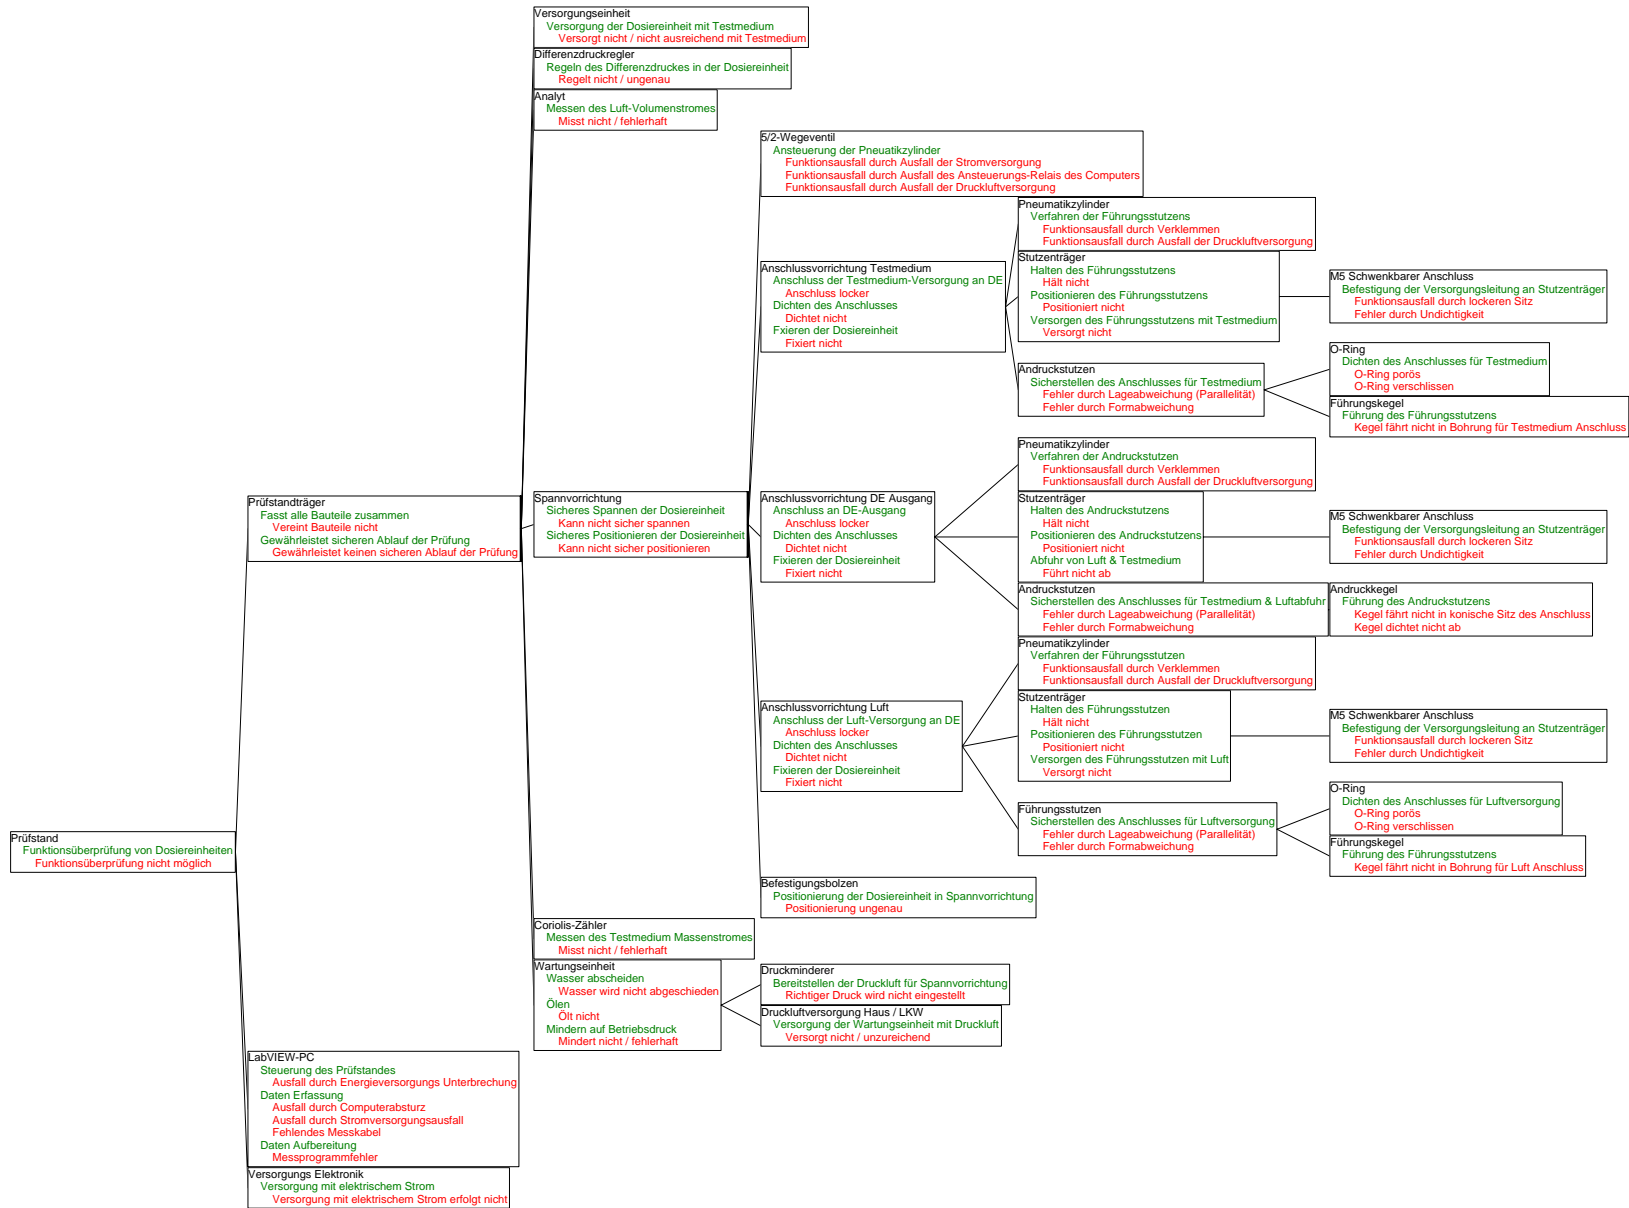 Versorgungseinheit
Versorgung der Dosiereinheit mit Testmedium
Versorgt nicht / nicht ausreichend mit Testmedium
Differenzdruckregler
Regeln des Differenzdruckes in der Dosiereinheit
Regelt nicht / ungenau
Analyt
Messen des Luft-Volumenstromes
Misst nicht / fehlerhaft
5/2-Wegeventil
Ansteuerung der Pneuatikzylinder
Funktionsausfall durch Ausfall der Stromversorgung
Funktionsausfall durch Ausfall des Ansteuerungs-Relais des Computers
Funktionsausfall durch Ausfall der Druckluftversorgung
Pneumatikzylinder
Verfahren der Führungsstutzens
Funktionsausfall durch Verklemmen
Funktionsausfall durch Ausfall der Druckluftversorgung
Anschlussvorrichtung Testmedium
Anschluss der Testmedium-Versorgung an DE
Anschluss locker
Dichten des Anschlusses
Dichtet nicht
Fxieren der Dosiereinheit
Fixiert nicht
Stutzenträger
Halten des Führungsstutzens
Hält nicht
Positionieren des Führungsstutzens
Positioniert nicht
Versorgen des Führungsstutzens mit Testmedium
Versorgt nicht
M5 Schwenkbarer Anschluss
Befestigung der Versorgungsleitung an Stutzenträger
Funktionsausfall durch lockeren Sitz
Fehler durch Undichtigkeit
Andruckstutzen
Sicherstellen des Anschlusses für Testmedium
Fehler durch Lageabweichung (Parallelität)
Fehler durch Formabweichung
O-Ring
Dichten des Anschlusses für Testmedium
O-Ring porös
O-Ring verschlissen
Führungskegel
Führung des Führungsstutzens
Kegel fährt nicht in Bohrung für Testmedium Anschluss
Prüfstandträger
Fasst alle Bauteile zusammen
Vereint Bauteile nicht
Gewährleistet sicheren Ablauf der Prüfung
Gewährleistet keinen sicheren Ablauf der Prüfung
Spannvorrichtung
Sicheres Spannen der Dosiereinheit
Kann nicht sicher spannen
Sicheres Positionieren der Dosiereinheit
Kann nicht sicher positionieren
Anschlussvorrichtung DE Ausgang
Anschluss an DE-Ausgang
Anschluss locker
Dichten des Anschlusses
Dichtet nicht
Fixieren der Dosiereinheit
Fixiert nicht
Pneumatikzylinder
Verfahren der Andruckstutzen
Funktionsausfall durch Verklemmen
Funktionsausfall durch Ausfall der Druckluftversorgung
Stutzenträger
Halten des Andruckstutzens
Hält nicht
Positionieren des Andruckstutzens
Positioniert nicht
Abfuhr von Luft & Testmedium
Führt nicht ab
M5 Schwenkbarer Anschluss
Befestigung der Versorgungsleitung an Stutzenträger
Funktionsausfall durch lockeren Sitz
Fehler durch Undichtigkeit
Andruckstutzen
Sicherstellen des Anschlusses für Testmedium & Luftabfuhr
Fehler durch Lageabweichung (Parallelität)
Fehler durch Formabweichung
Andruckkegel
Führung des Andruckstutzens
Kegel fährt nicht in konische Sitz des Anschluss
Kegel dichtet nicht ab
Pneumatikzylinder
Verfahren der Führungsstutzen
Funktionsausfall durch Verklemmen
Funktionsausfall durch Ausfall der Druckluftversorgung
Anschlussvorrichtung Luft
Anschluss der Luft-Versorgung an DE
Anschluss locker
Dichten des Anschlusses
Dichtet nicht
Fixieren der Dosiereinheit
Fixiert nicht
Stutzenträger
Halten des Führungsstutzen
Hält nicht
Positionieren des Führungsstutzen
Positioniert nicht
Versorgen des Führungsstutzen mit Luft
Versorgt nicht
M5 Schwenkbarer Anschluss
Befestigung der Versorgungsleitung an Stutzenträger
Funktionsausfall durch lockeren Sitz
Fehler durch Undichtigkeit
Führungsstutzen
Sicherstellen des Anschlusses für Luftversorgung
Fehler durch Lageabweichung (Parallelität)
Fehler durch Formabweichung
O-Ring
Dichten des Anschlusses für Luftversorgung
O-Ring porös
O-Ring verschlissen
Führungskegel
Führung des Führungsstutzens
Kegel fährt nicht in Bohrung für Luft Anschluss
Prüfstand
Funktionsüberprüfung von Dosiereinheiten
Funktionsüberprüfung nicht möglich
Befestigungsbolzen
Positionierung der Dosiereinheit in Spannvorrichtung
Positionierung ungenau
Coriolis-Zähler
Messen des Testmedium Massenstromes
Misst nicht / fehlerhaft
Wartungseinheit
Wasser abscheiden
Wasser wird nicht abgeschieden
Ölen
Ölt nicht
Mindern auf Betriebsdruck
Mindert nicht / fehlerhaft
Druckminderer
Bereitstellen der Druckluft für Spannvorrichtung
Richtiger Druck wird nicht eingestellt
Druckluftversorgung Haus / LKW
Versorgung der Wartungseinheit mit Druckluft
Versorgt nicht / unzureichend
LabVIEW-PC
Steuerung des Prüfstandes
Ausfall durch Energieversorgungs Unterbrechung
Daten Erfassung
Ausfall durch Computerabsturz
Ausfall durch Stromversorgungsausfall
Fehlendes Messkabel
Daten Aufbereitung
Messprogrammfehler
Versorgungs Elektronik
Versorgung mit elektrischem Strom
Versorgung mit elektrischem Strom erfolgt nicht